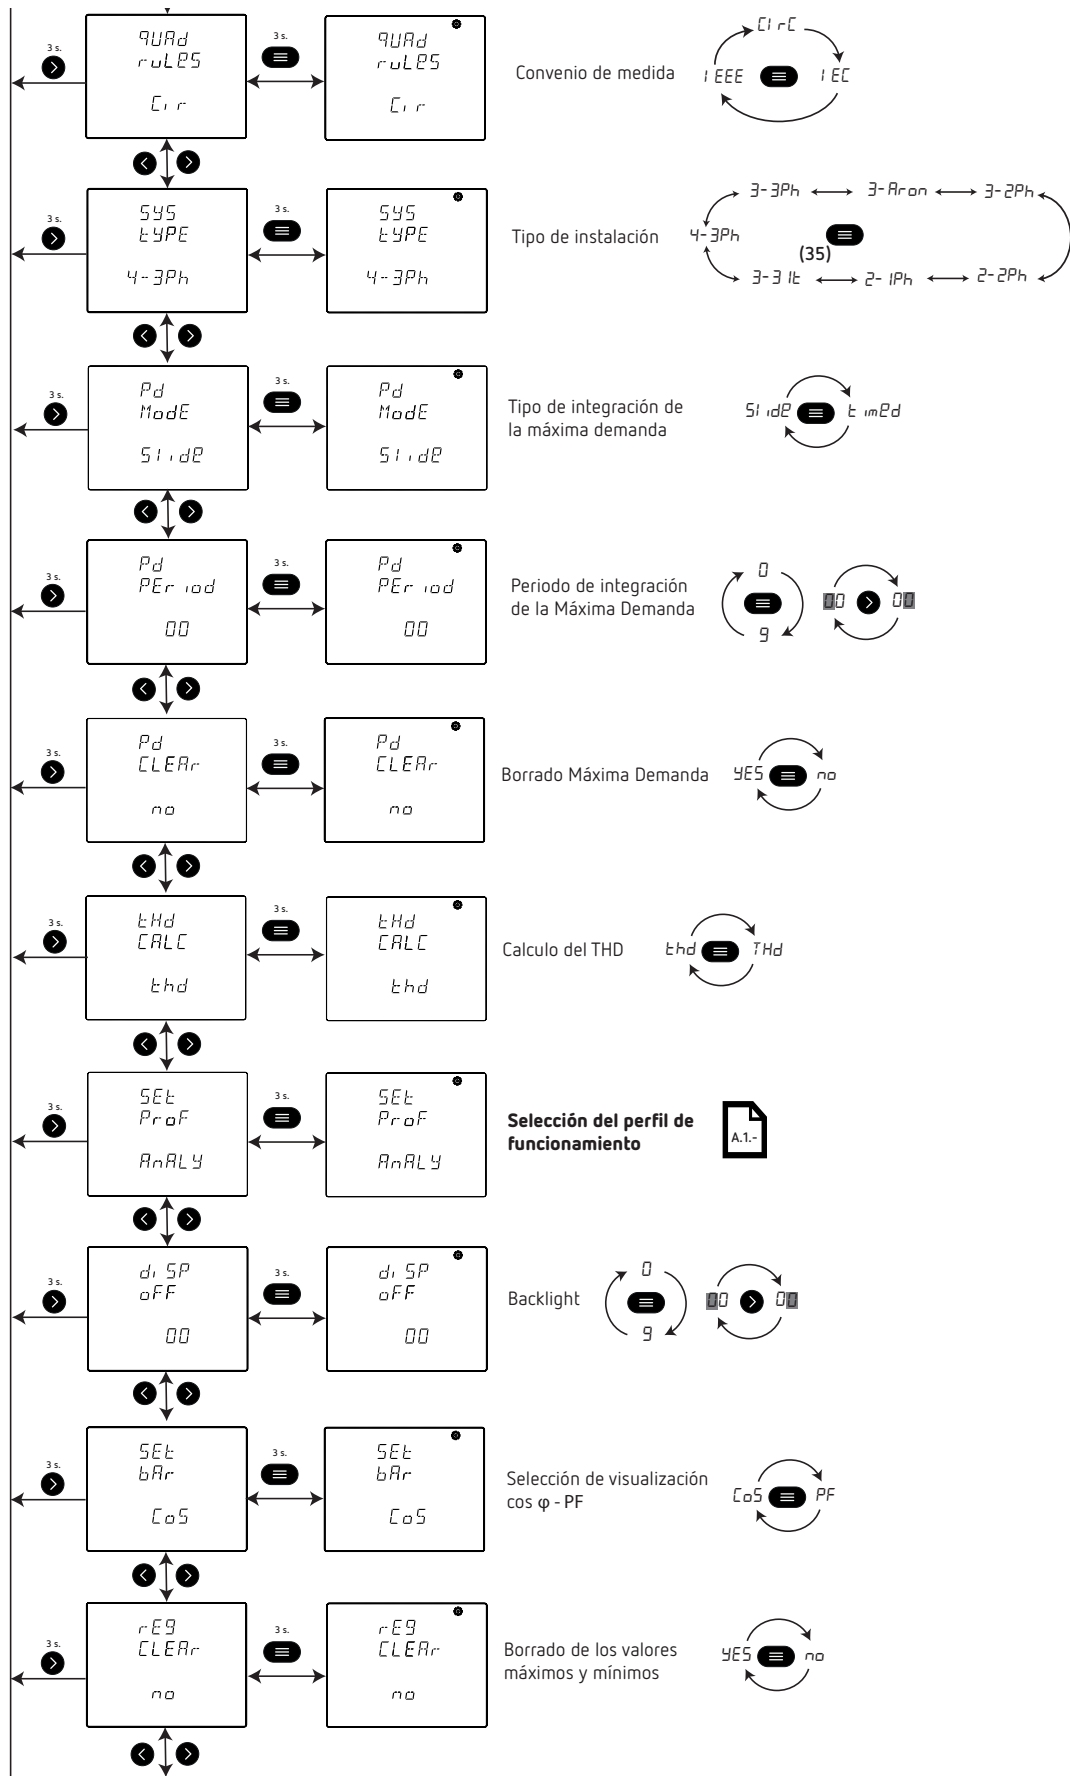 3 s.
qUAd
rULES
Cir
3 s.
qUAd
rULES
Cir
Convenio de medida
CIrC
IEEE
IEC
3 s.
SYS
tYPE
4-3Ph
3 s.
SYS
tYPE
4-3Ph
Tipo de instalación
3-3Ph
3-Aron
3-2Ph
4-3Ph
(35)
3-3It
2-1Ph
2-2Ph
3 s.
Pd
ModE
SlidE
3 s.
Pd
ModE
SlidE
Tipo de integración de
la máxima demanda
SlidE
timEd
3 s.
Pd
PEriod
00
3 s.
Pd
PEriod
00
Periodo de integración
de la Máxima Demanda
0
9
00
00
3 s.
Pd
CLEAr
no
3 s.
Pd
CLEAr
no
Borrado Máxima Demanda
YES
no
3 s.
tHd
CALC
thd
3 s.
tHd
CALC
thd
Calculo del THD
thd
THd
3 s.
SEt
ProF
AnALY
3 s.
SEt
ProF
AnALY
Selección del perfil de
funcionamiento
A.1.-
3 s.
diSP
oFF
00
3 s.
diSP
oFF
00
Backlight
0
9
00
00
3 s.
SEt
bAr
CoS
3 s.
SEt
bAr
CoS
Selección de visualización
cos φ - PF
CoS
PF
3 s.
rEg
CLEAr
no
3 s.
rEg
CLEAr
no
Borrado de los valores
máximos y mínimos
YES
no